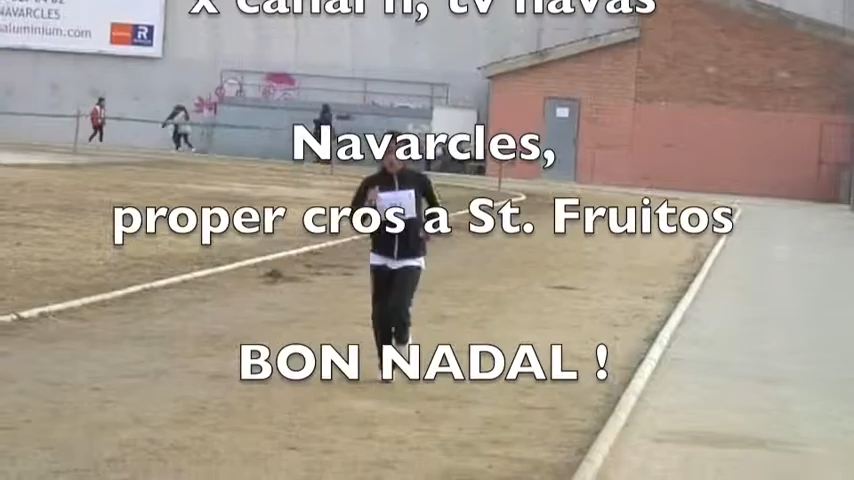 NAVARCLES
aluminium.com
R
x canal n, tv navas
Navarcles,
proper cros a St. Fruitos
BON NADAL !